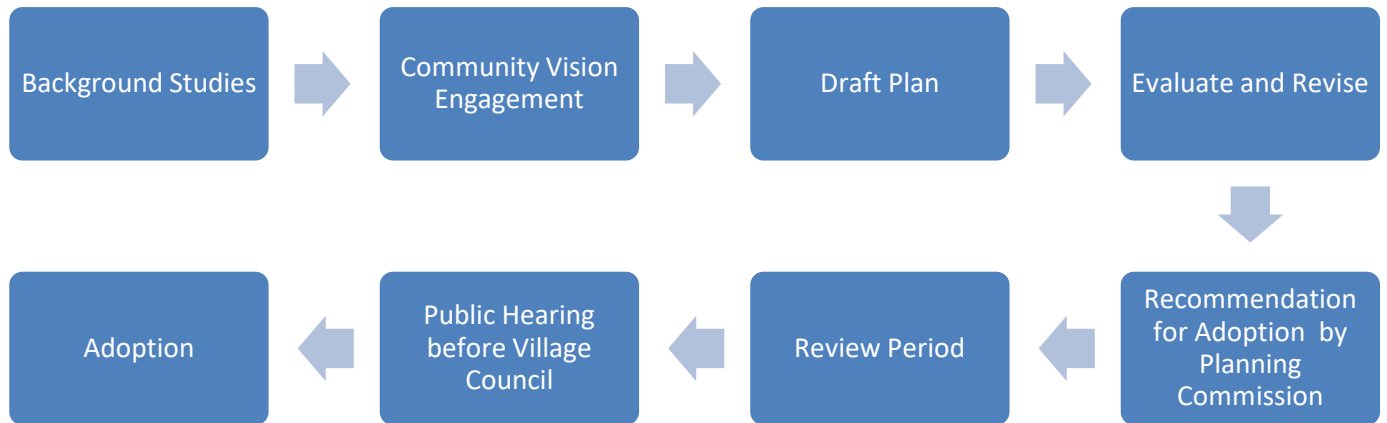 Background Studies
Community Vision
Engagement
Draft Plan
Evaluate and Revise
Recommendation
for Adoption by
Planning
Commission
Review Period
Public Hearing
before Village
Council
Adoption